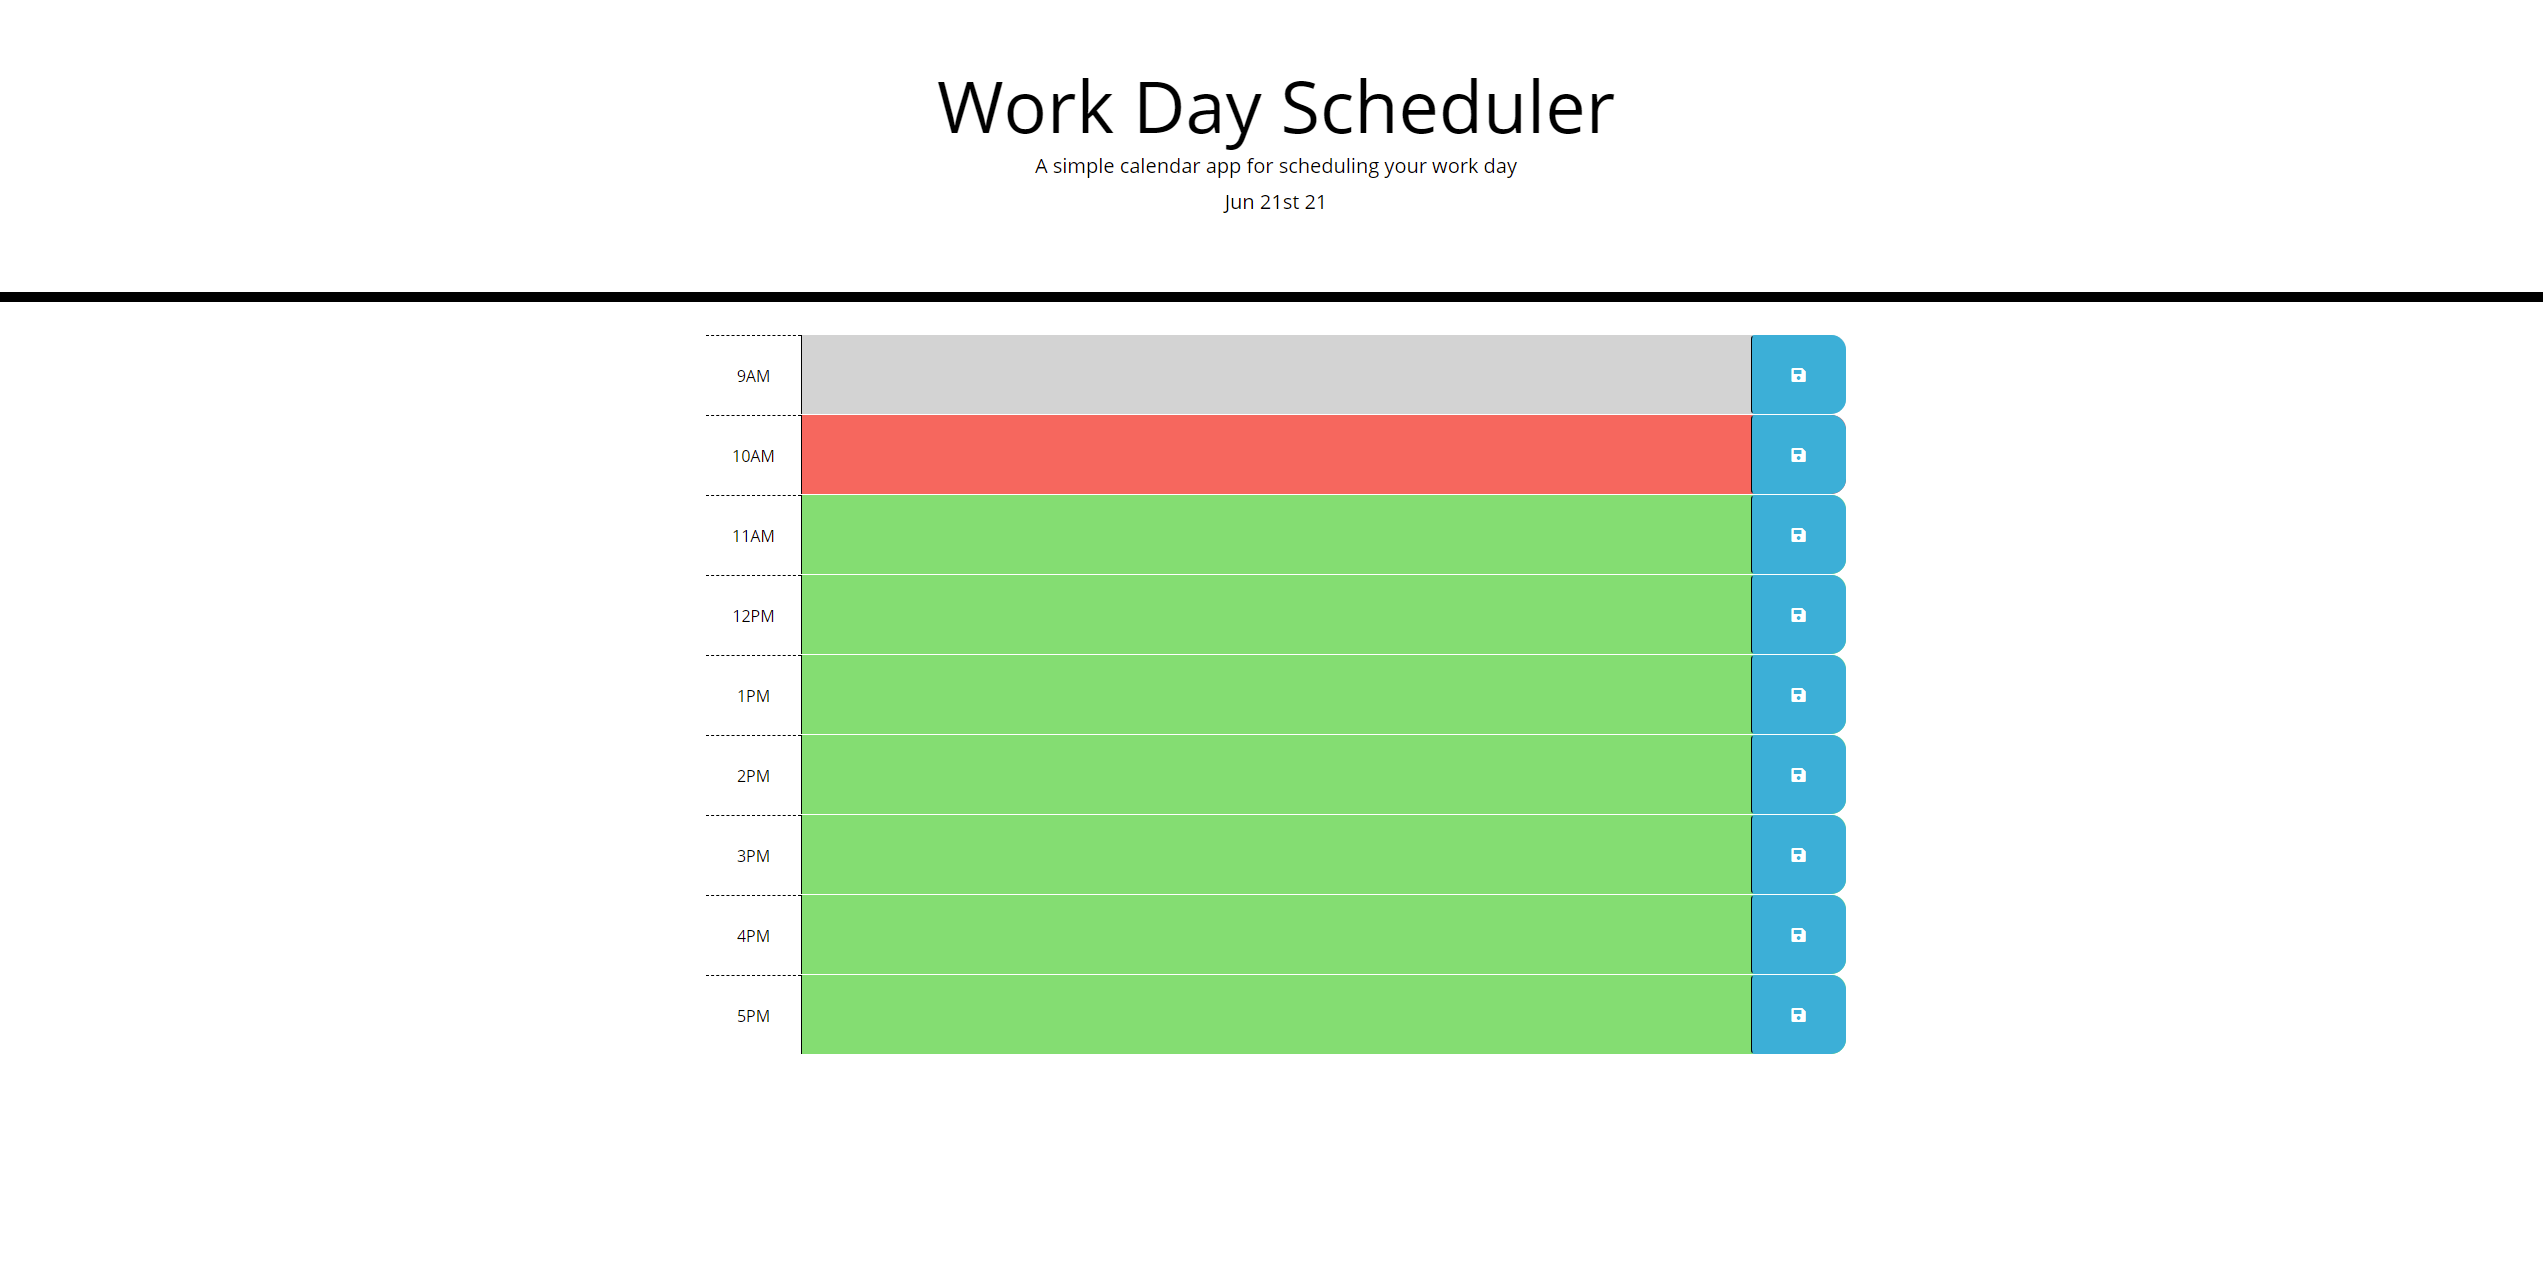 Work Day Scheduler
A simple calendar app for scheduling your work day
Jun 21st 21
9AM
10AM
11AM
12PM
1PM
2PM
3PM
4PM
5PM